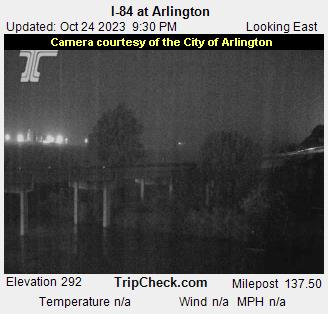 I-84 at Arlington
Updated: Oct 24 2023 9:30 PM Looking East
Camera courtesy of the City of Arlington
Elevation 292 TripCheck.com Milepost 137.50
Temperature n/a Wind n/a MPH n/a